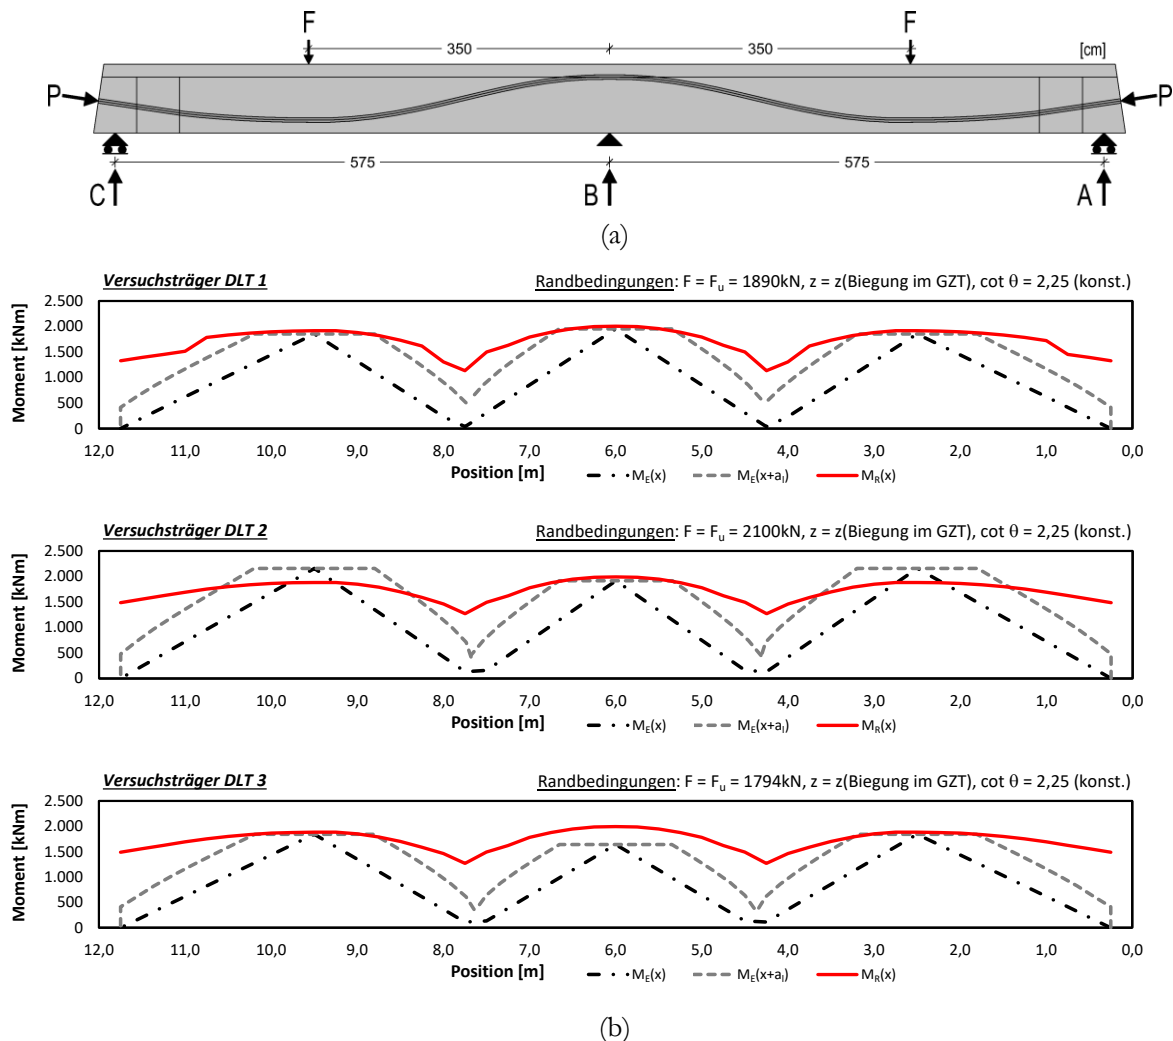 F F
350 350 [cm]
P P
575 575
C B A
(a)
Versuchsträger DLT 1 Randbedingungen: F = Fu = 1890kN, z = z(Biegung im GZT), cot θ = 2,25 (konst.)
Moment [kNm]
2.500
2.000
1.500
1.000
500
0
12,0 11,0 10,0 9,0 8,0 7,0 6,0 5,0 4,0 3,0 2,0 1,0 0,0
Position [m] ME(x) ME(x+al) MR(x)
Versuchsträger DLT 2 Randbedingungen: F = Fu = 2100kN, z = z(Biegung im GZT), cot θ = 2,25 (konst.)
Moment [kNm]
2.500
2.000
1.500
1.000
500
0
12,0 11,0 10,0 9,0 8,0 7,0 6,0 5,0 4,0 3,0 2,0 1,0 0,0
Position [m] ME(x) ME(x+al) MR(x)
Versuchsträger DLT 3 Randbedingungen: F = Fu = 1794kN, z = z(Biegung im GZT), cot θ = 2,25 (konst.)
Moment [kNm]
2.500
2.000
1.500
1.000
500
0
12,0 11,0 10,0 9,0 8,0 7,0 6,0 5,0 4,0 3,0 2,0 1,0 0,0
Position [m] ME(x) ME(x+al) MR(x)
(b)